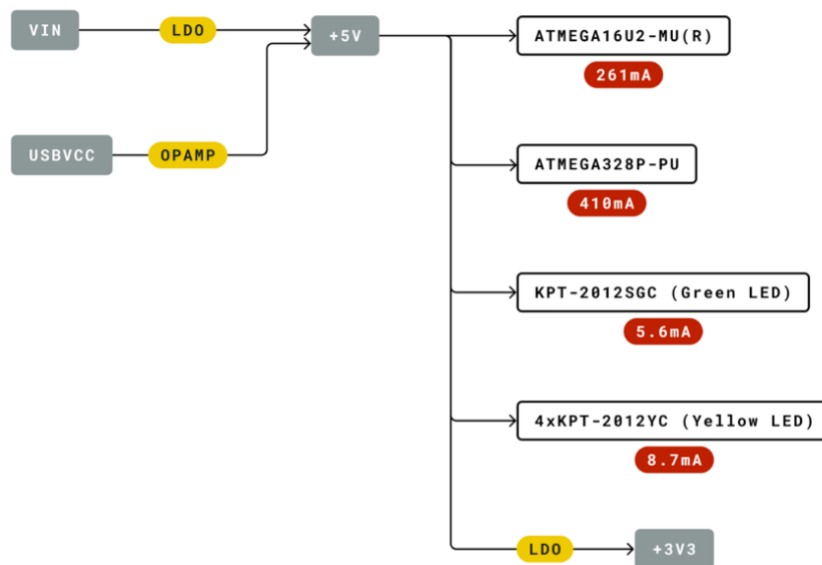 VIN
LDO
+5V
ATMEGA16U2-MU(R)
261mA
USBVCC
OPAMP
ATMEGA328P-PU
410mA
KPT-2012SGC (Green LED)
5.6mA
4xKPT-2012YC (Yellow LED)
8.7mA
LDO
+3V3